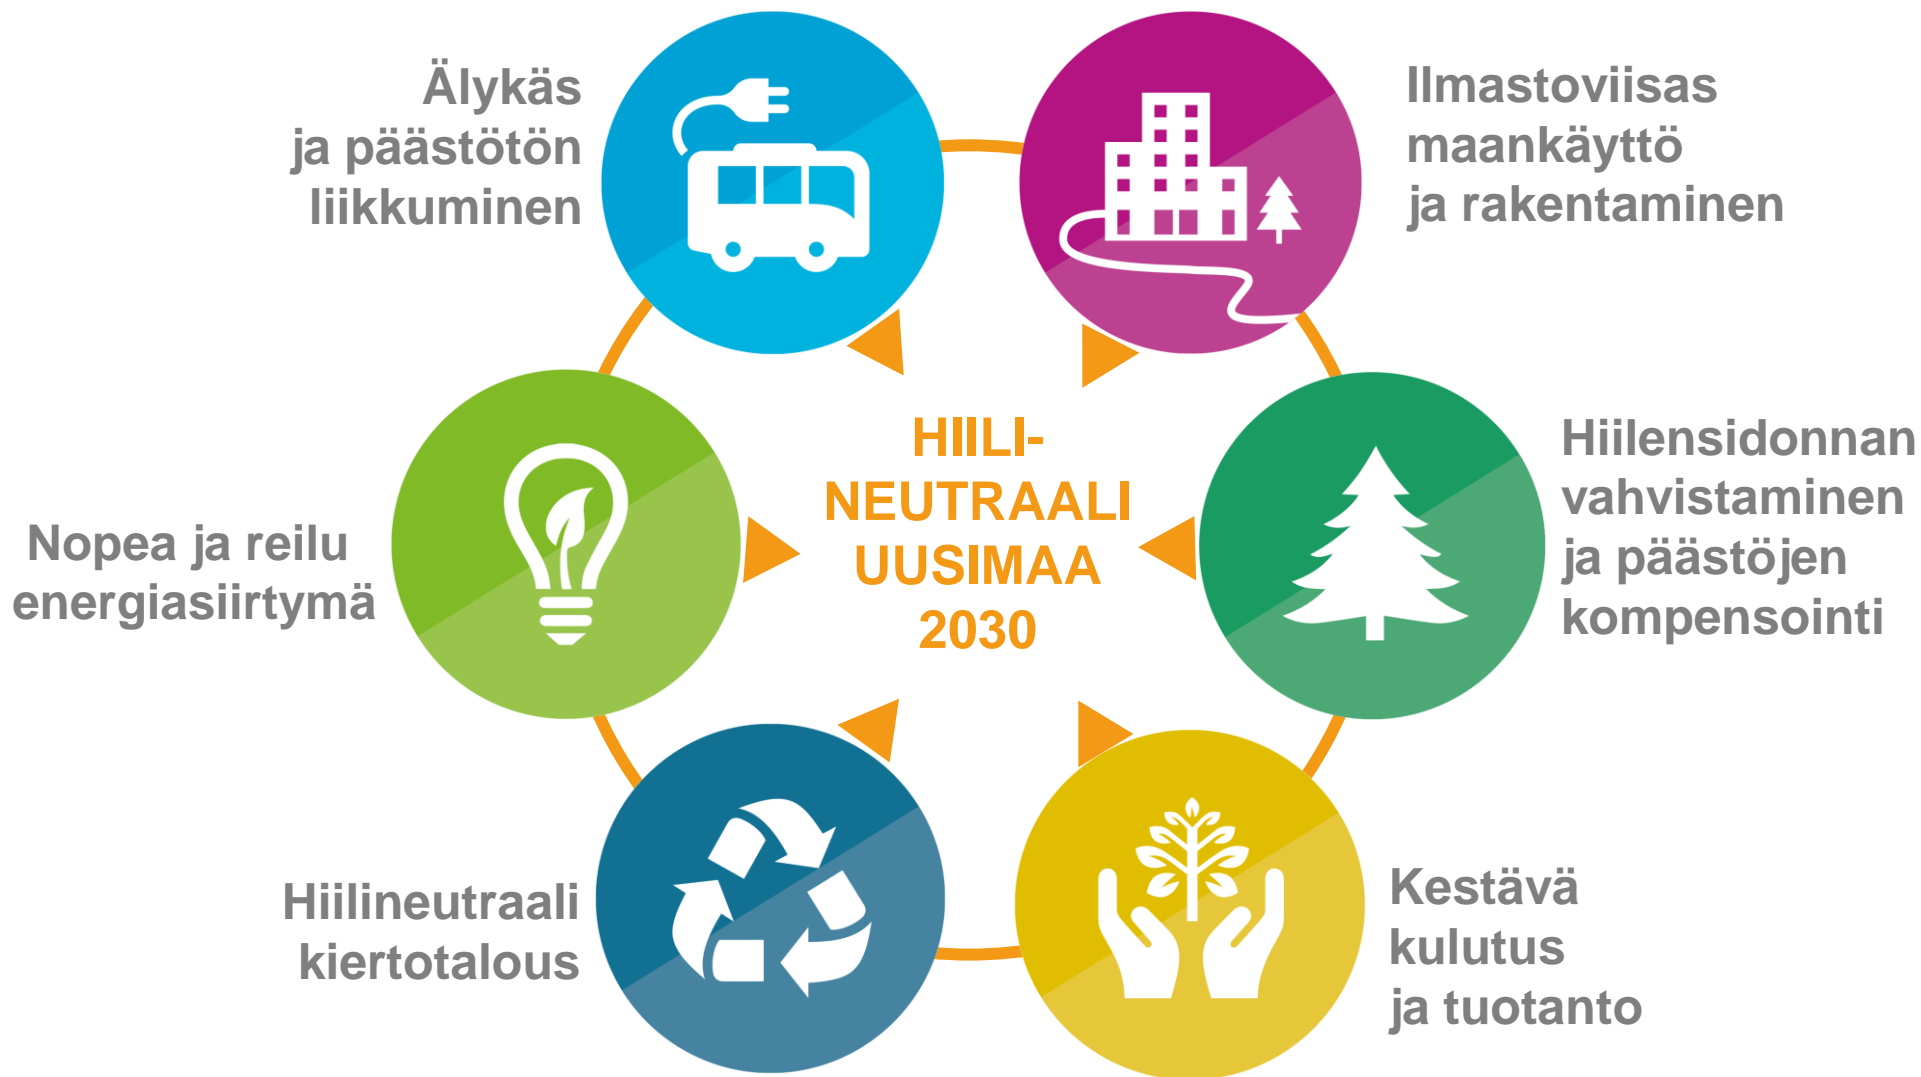 Älykäs
ja päästötön
liikkuminen
Ilmastoviisas
maankäyttö
ja rakentaminen
Nopea ja reilu
energiasiirtymä
HIILI-
NEUTRAALI
UUSIMAA
2030
Hiilensidonnan
vahvistaminen
ja päästöjen
kompensointi
Hiilineutraali
kiertotalous
Kestävä
kulutus
ja tuotanto